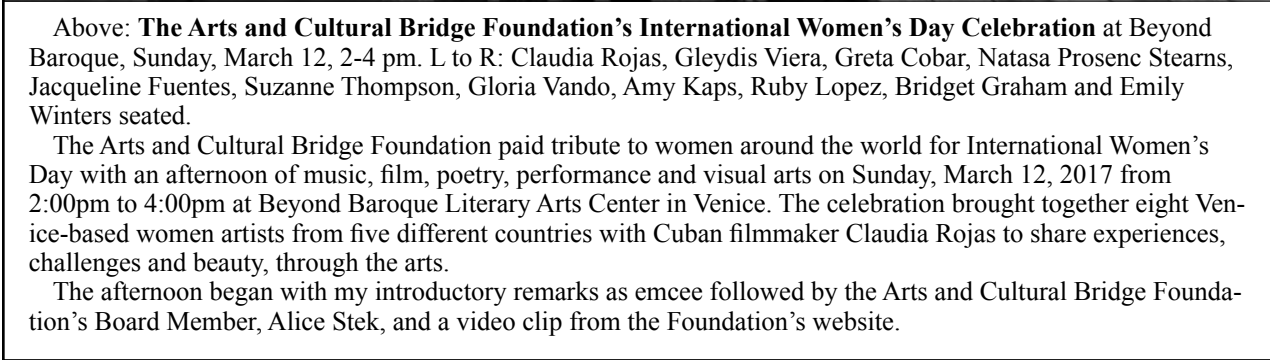 Above: The Arts and Cultural Bridge Foundation’s International Women’s Day Celebration at Beyond
Baroque, Sunday, March 12, 2-4 pm. L to R: Claudia Rojas, Gleydis Viera, Greta Cobar, Natasa Prosenc Stearns,
Jacqueline Fuentes, Suzanne Thompson, Gloria Vando, Amy Kaps, Ruby Lopez, Bridget Graham and Emily
Winters seated.
The Arts and Cultural Bridge Foundation paid tribute to women around the world for International Women’s
Day with an afternoon of music, film, poetry, performance and visual arts on Sunday, March 12, 2017 from
2:00pm to 4:00pm at Beyond Baroque Literary Arts Center in Venice. The celebration brought together eight Ven-
ice-based women artists from five different countries with Cuban filmmaker Claudia Rojas to share experiences,
challenges and beauty, through the arts.
The afternoon began with my introductory remarks as emcee followed by the Arts and Cultural Bridge Founda-
tion’s Board Member, Alice Stek, and a video clip from the Foundation’s website.